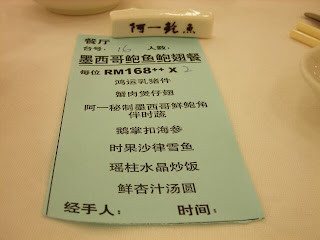 阿一鲍魚
餐厅
台号: 16 人数:
墨西哥鲍鱼鲍翅餐
每位 RM168++ X 2
鸿运乳猪件
蟹肉煲仔翅
阿一秘制墨西哥鲜鲍角
伴时蔬
鹅掌扣海参
时果沙律雪鱼
瑶柱水晶炒饭
鲜杏汁汤圆
经手人: 时间: